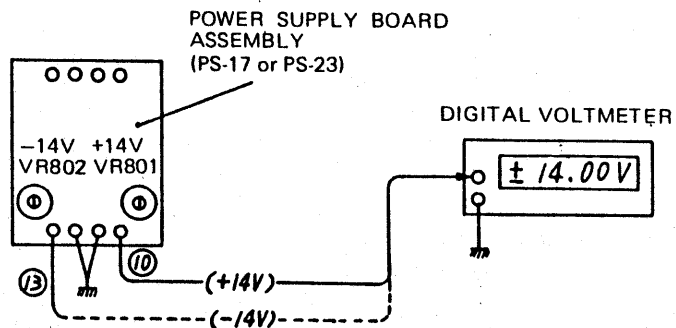 POWER SUPPLY BOARD
ASSEMBLY
(PS-17 or PS-23)
DIGITAL VOLTMETER
-14V +14V
VR802 VR801
± 14.00 V
⑬ ⑩
(+14V)
(-14V)